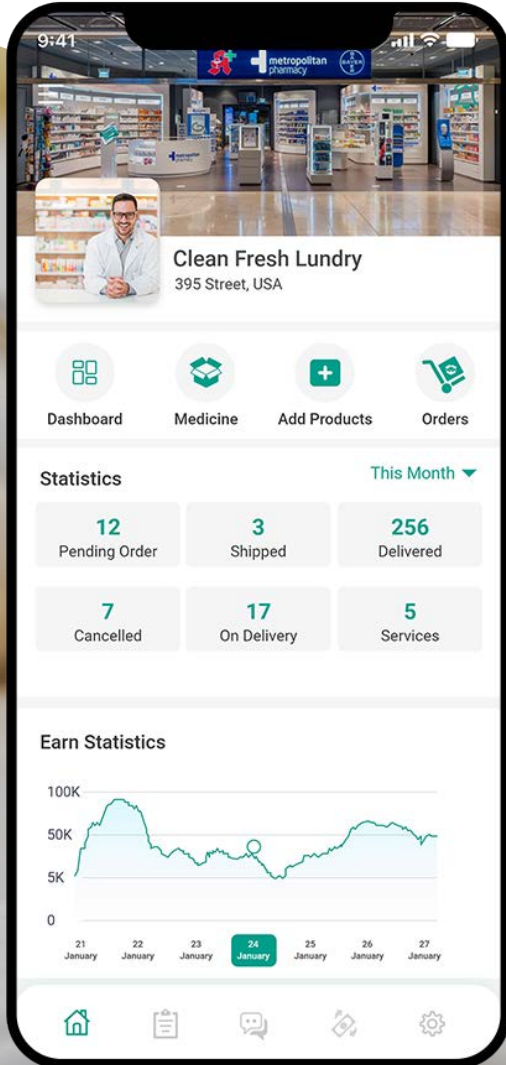 9:41
metropolitan
pharmacy
BAYER
metropolitan
Clean Fresh Lundry
395 Street, USA
Dashboard Medicine Add Products Orders
Statistics This Month
12 3 256
Pending Order Shipped Delivered
7 17 5
Cancelled On Delivery Services
Earn Statistics
100K
50K
5K
0
21 22 23 24 25 26 27
January January January January January January January